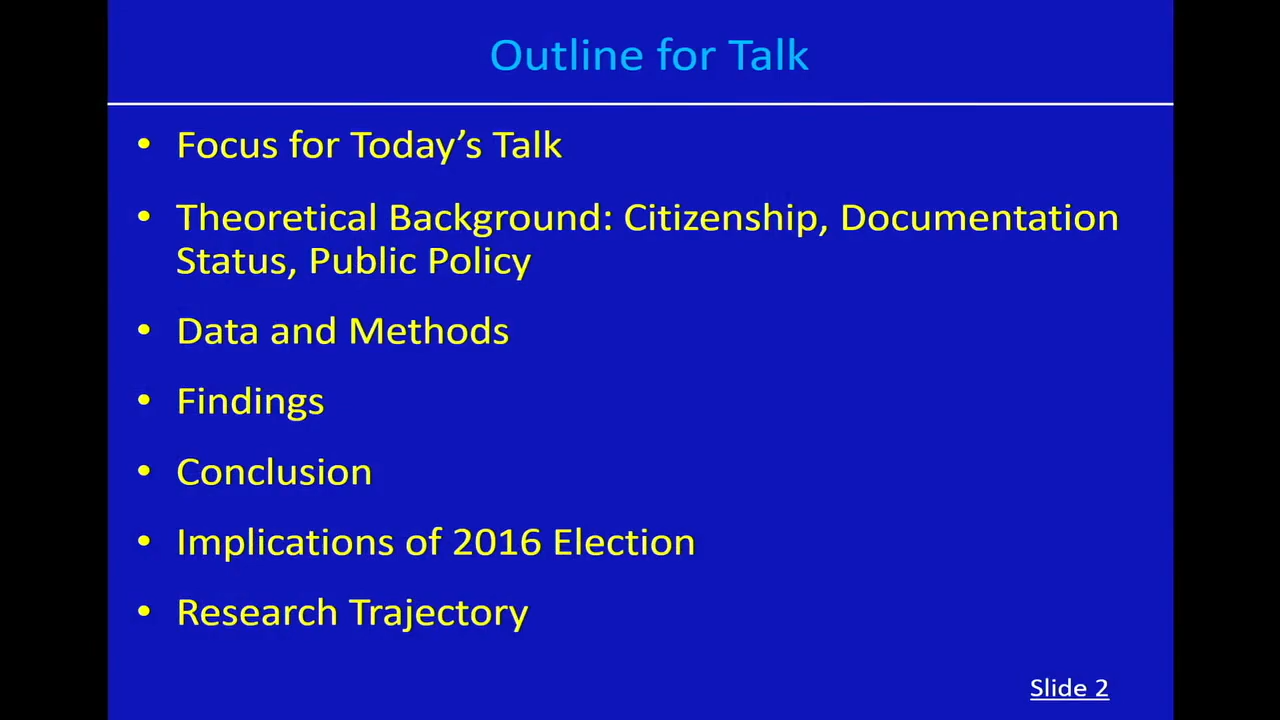 Outline for Talk
• Focus for Today’s Talk
• Theoretical Background: Citizenship, Documentation
Status, Public Policy
• Data and Methods
• Findings
• Conclusion
• Implications of 2016 Election
• Research Trajectory
Slide 2